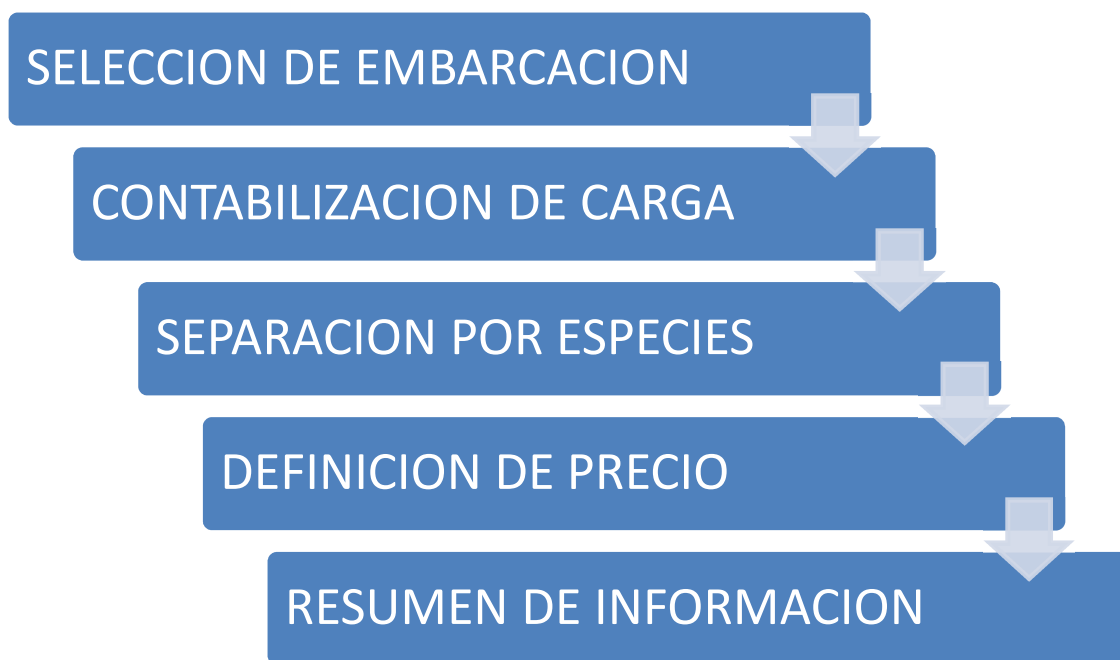 SELECCION DE EMBARCACION
CONTABILIZACION DE CARGA
SEPARACION POR ESPECIES
DEFINICION DE PRECIO
RESUMEN DE INFORMACION